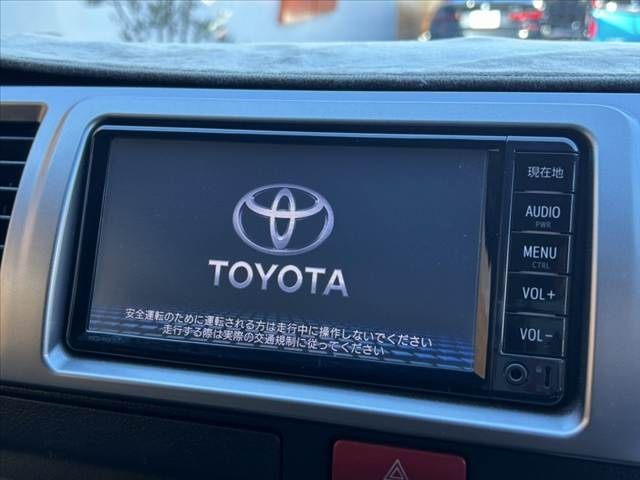 TOYOTA
安全運転のために運転される方は走行中に操作しないでください
走行する際は実際の交通規制に従ってください
現在地
AUDIO
PWR
MENU
CTRL
VOL+
VOL-